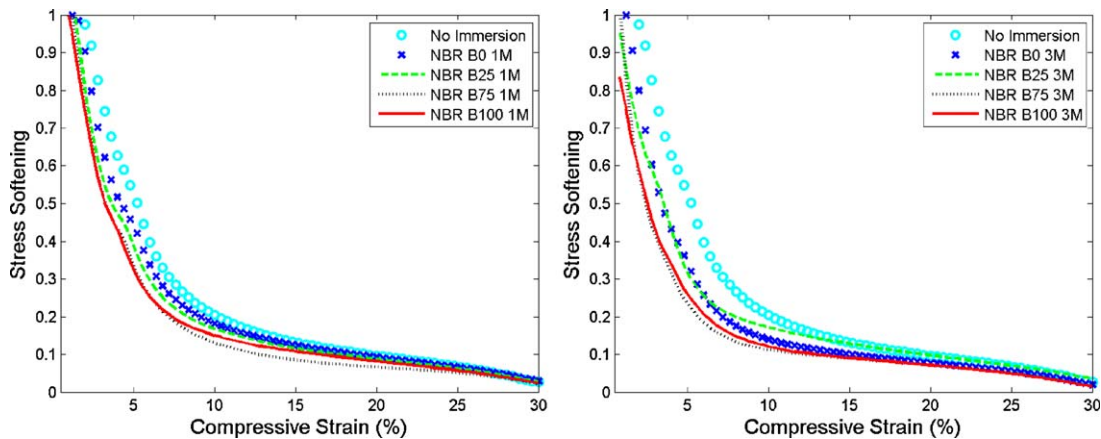 1
0.9
0.8
0.7
0.6
0.5
0.4
0.3
0.2
0.1
0
Stress Softening
5
10
15
20
25
30
Compressive Strain (%)
No Immersion
NBR B0 1M
NBR B25 1M
NBR B75 1M
NBR B100 1M
1
0.9
0.8
0.7
0.6
0.5
0.4
0.3
0.2
0.1
0
Stress Softening
5
10
15
20
25
30
Compressive Strain (%)
No Immersion
NBR B0 3M
NBR B25 3M
NBR B75 3M
NBR B100 3M